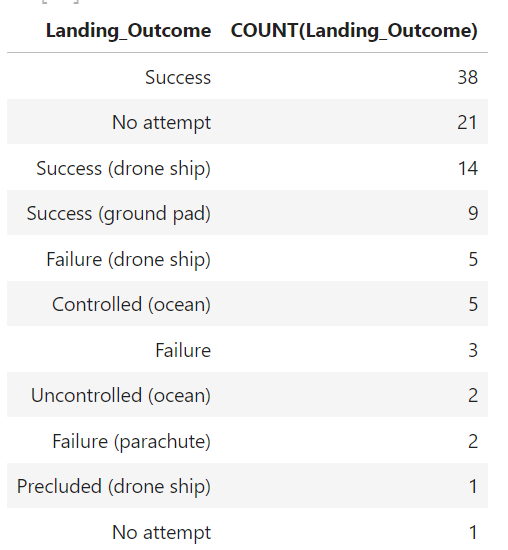 Landing_Outcome COUNT(Landing_Outcome)
Success 38
No attempt 21
Success (drone ship) 14
Success (ground pad) 9
Failure (drone ship) 5
Controlled (ocean) 5
Failure 3
Uncontrolled (ocean) 2
Failure (parachute) 2
Precluded (drone ship) 1
No attempt 1